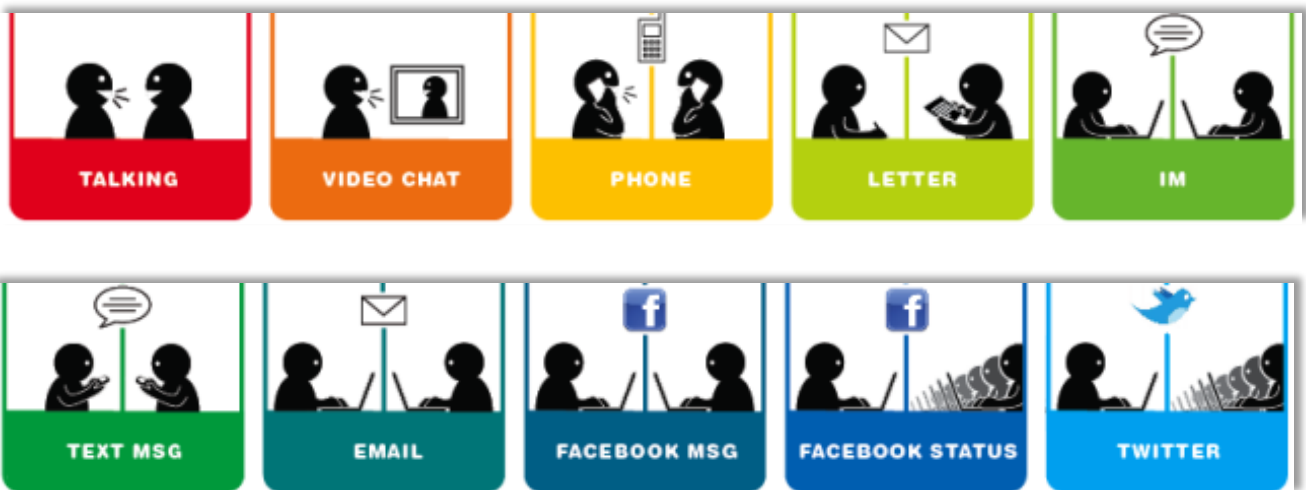 TALKING
VIDEO CHAT
PHONE
LETTER
IM
TEXT MSG
EMAIL
FACEBOOK MSG
FACEBOOK STATUS
TWITTER